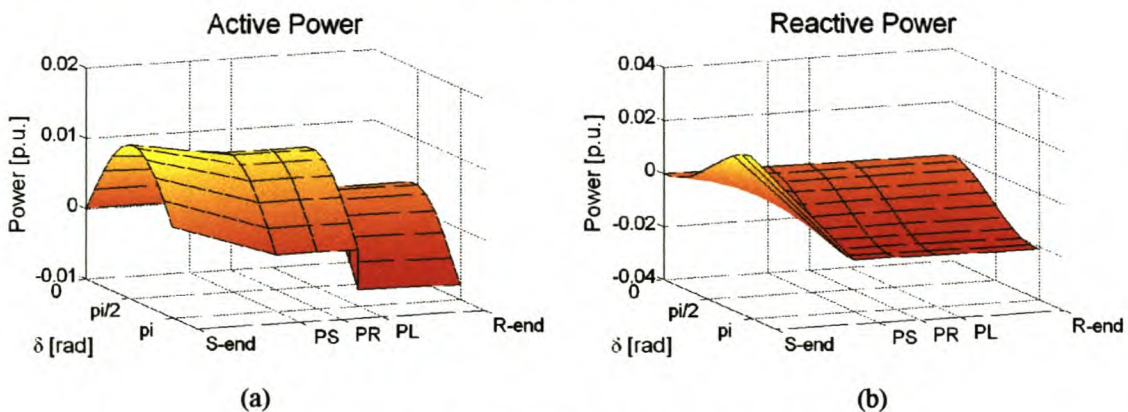 Active Power
0.02
0.01
0
-0.01
Power [p.u.]
0
pi/2
pi
δ [rad]
S-end
PS
PR
PL
R-end
(a)
Reactive Power
0.04
0.02
0
-0.02
-0.04
Power [p.u.]
0
pi/2
pi
δ [rad]
S-end
PS
PR
PL
R-end
(b)